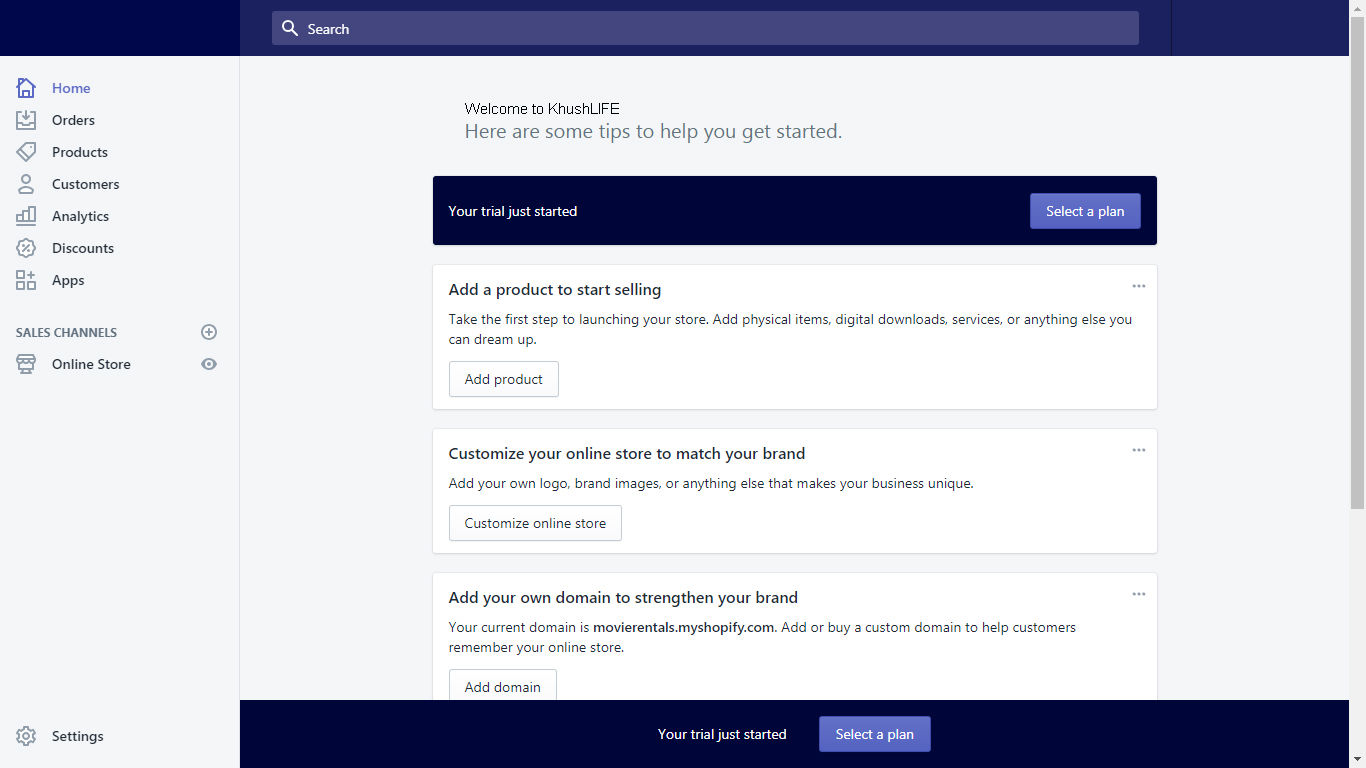 Search
Home
Orders
Products
Customers
Analytics
Discounts
Apps
SALES CHANNELS
Online Store
Settings
Welcome to KhushLIFE
Here are some tips to help you get started.
Your trial just started
Select a plan
Add a product to start selling
Take the first step to launching your store. Add physical items, digital downloads, services, or anything else you
can dream up.
Add product
Customize your online store to match your brand
Add your own logo, brand images, or anything else that makes your business unique.
Customize online store
Add your own domain to strengthen your brand
Your current domain is movierentals.myshopify.com. Add or buy a custom domain to help customers
remember your online store.
Add domain
Your trial just started
Select a plan